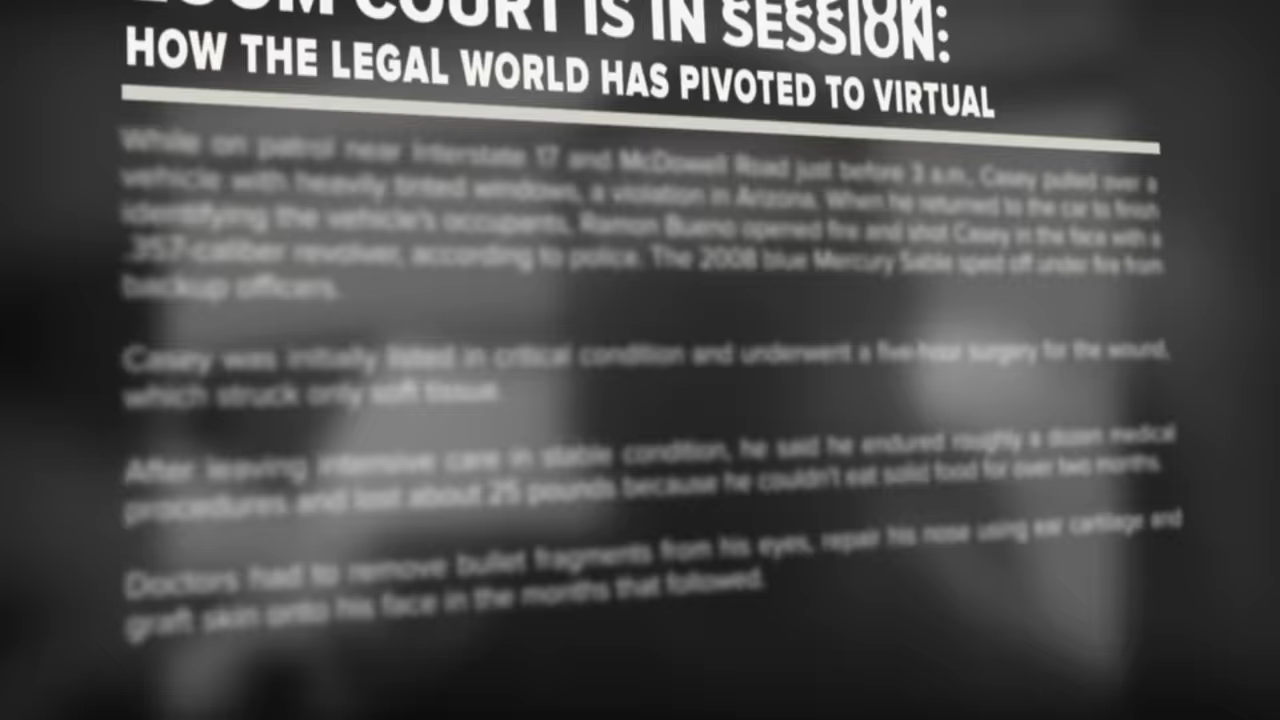 ZOOM COURT IS IN SESSION:
HOW THE LEGAL WORLD HAS PIVOTED TO VIRTUAL
While on patrol near Interstate 17 and McDowell Road just before 3 a.m., Casey pulled over a
vehicle with heavily tinted windows, a violation in Arizona. When he returned to the car to finish
identifying the vehicle's occupants, Ramon Bueno opened fire and shot Casey in the face with a
.357-caliber revolver, according to police. The 2008 blue Mercury Sable sped off under fire from
backup officers.
Casey was initially listed in critical condition and underwent a five-hour surgery for the wound,
which struck only soft tissue.
After leaving intensive care in stable condition, he said he endured roughly a dozen medical
procedures and lost about 25 pounds because he couldn't eat solid food for over two months.
Doctors had to remove bullet fragments from his eyes, repair his nose using ear cartilage and
graft skin onto his face in the months that followed.